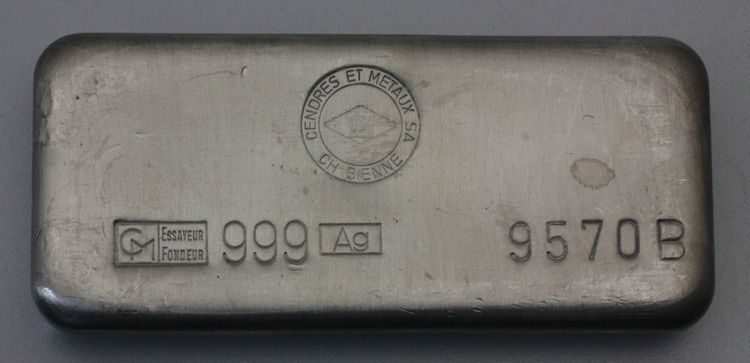 CENDRES ET METAUX SA
CH BIENNE
CM ESSAYEUR FONDEUR 999 Ag 9570B